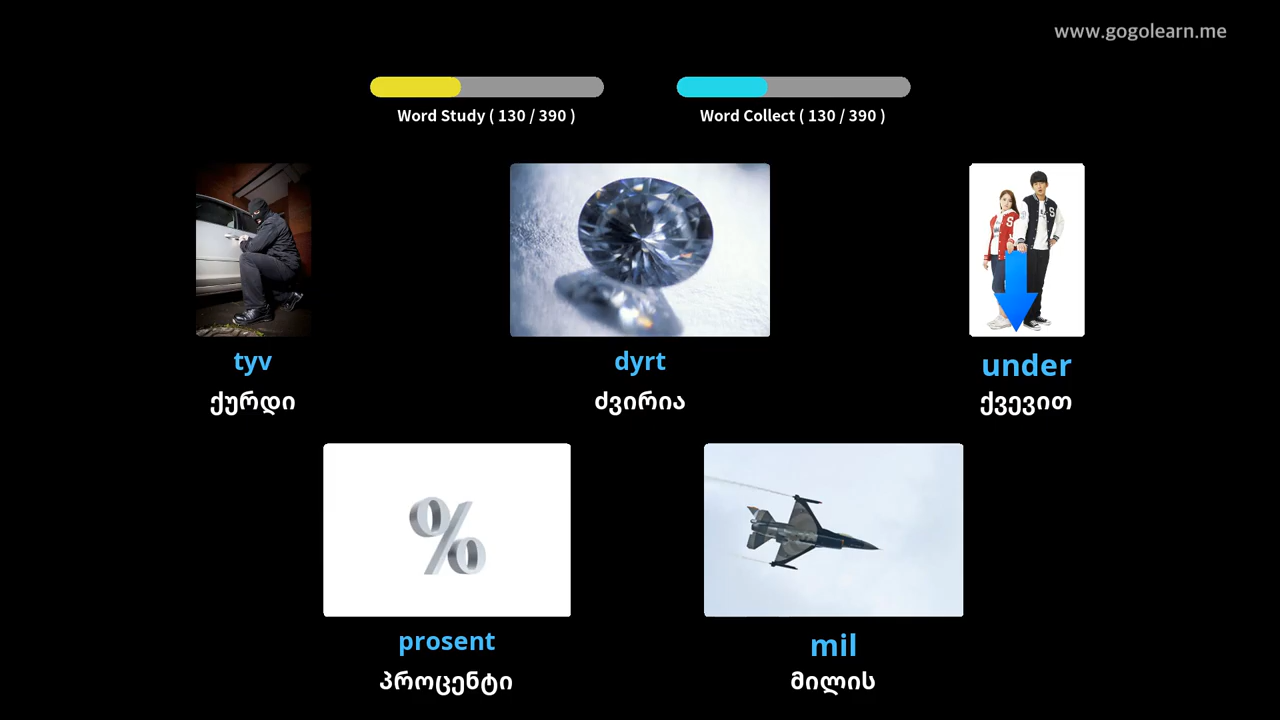 www.gogolearn.me
Word Study ( 130 / 390 )
Word Collect ( 130 / 390 )
tyv
ქურდი
dyrt
ძვირია
under
ქვევით
prosent
პროცენტი
mil
მილის
S
S
%